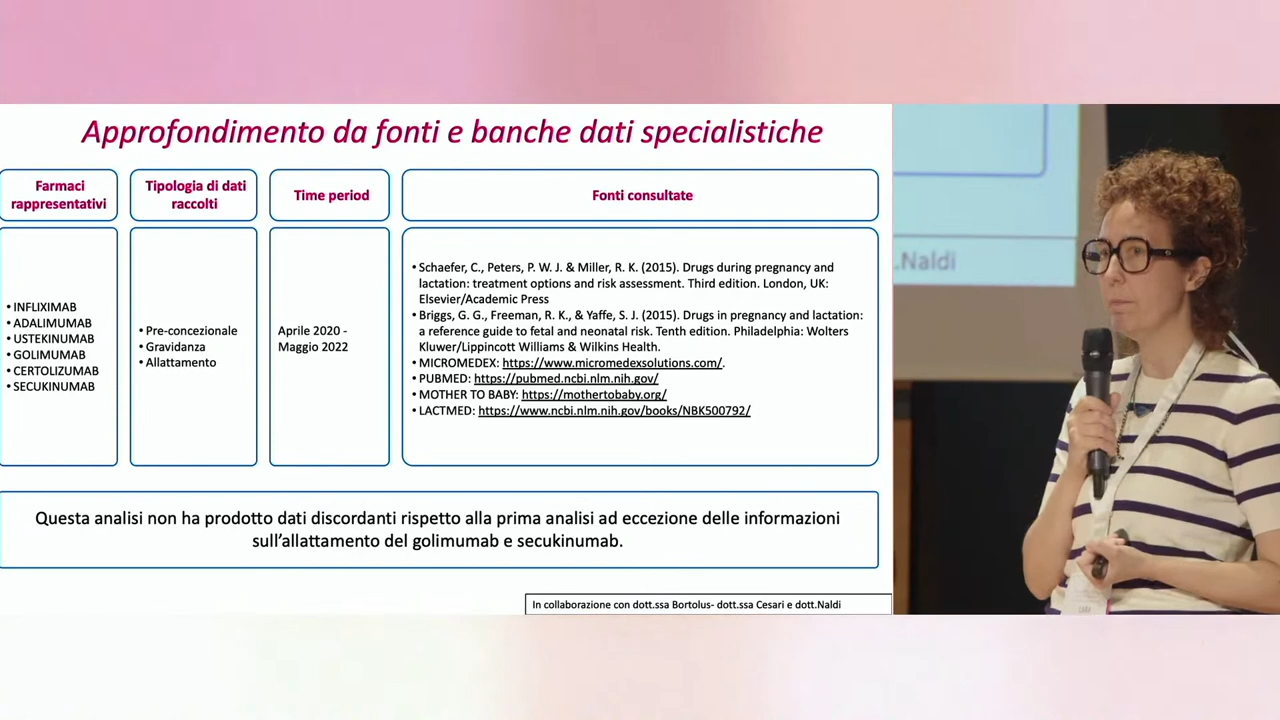 Approfondimento da fonti e banche dati specialistiche
Farmaci
rappresentativi
Tipologia di dati
raccolti
Time period
Fonti consultate
• INFLIXIMAB
• ADALIMUMAB
• USTEKINUMAB
• GOLIMUMAB
• CERTOLIZUMAB
• SECUKINUMAB
• Pre-concezionale
• Gravidanza
• Allattamento
Aprile 2020 -
Maggio 2022
• Schaefer, C., Peters, P. W. J. & Miller, R. K. (2015). Drugs during pregnancy and
lactation: treatment options and risk assessment. Third edition. London, UK:
Elsevier/Academic Press
• Briggs, G. G., Freeman, R. K., & Yaffe, S. J. (2015). Drugs in pregnancy and lactation:
a reference guide to fetal and neonatal risk. Tenth edition. Philadelphia: Wolters
Kluwer/Lippincott Williams & Wilkins Health.
• MICROMEDEX: https://www.micromedexsolutions.com/.
• PUBMED: https://pubmed.ncbi.nlm.nih.gov/
• MOTHER TO BABY: https://mothertobaby.org/
• LACTMED: https://www.ncbi.nlm.nih.gov/books/NBK500792/
Questa analisi non ha prodotto dati discordanti rispetto alla prima analisi ad eccezione delle informazioni
sull'allattamento del golimumab e secukinumab.
In collaborazione con dott.ssa Bortolus- dott.ssa Cesari e dott.Naldi
.Naldi